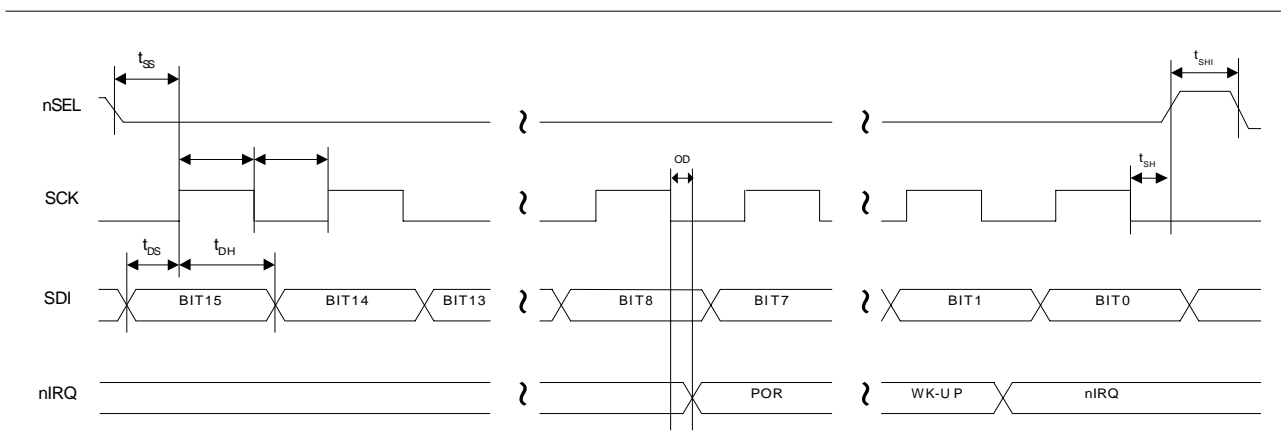 tSS
tSHI
nSEL
OD
tSH
SCK
tDS
tDH
SDI
BIT15
BIT14
BIT13
BIT8
BIT7
BIT1
BIT0
nIRQ
POR
WK-UP
nIRQ